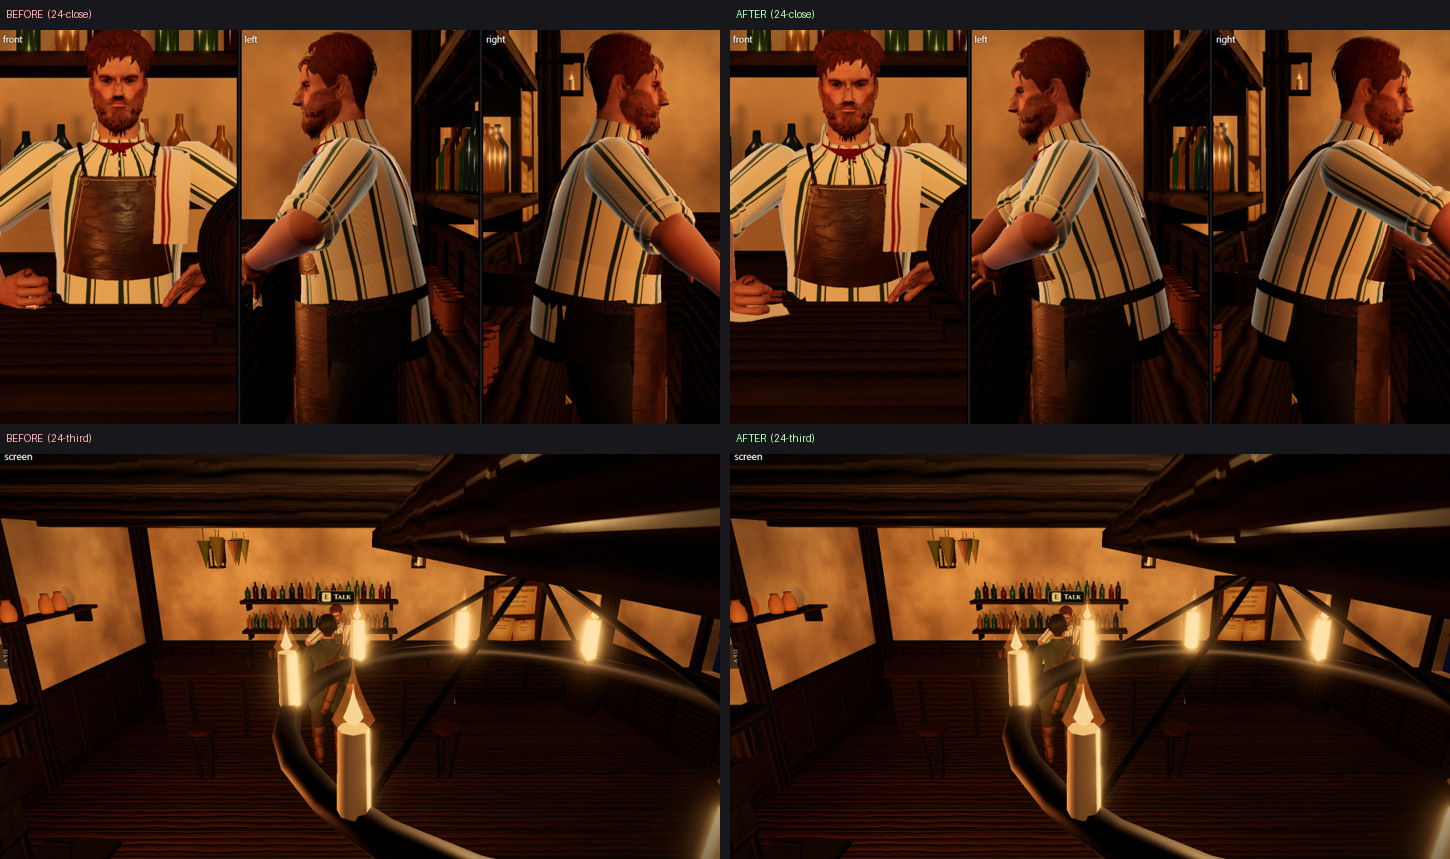 BEFORE (24-close)
AFTER (24-close)
front
left
right
front
left
right
BEFORE (24-third)
AFTER (24-third)
screen
screen
E TALK
E TALK